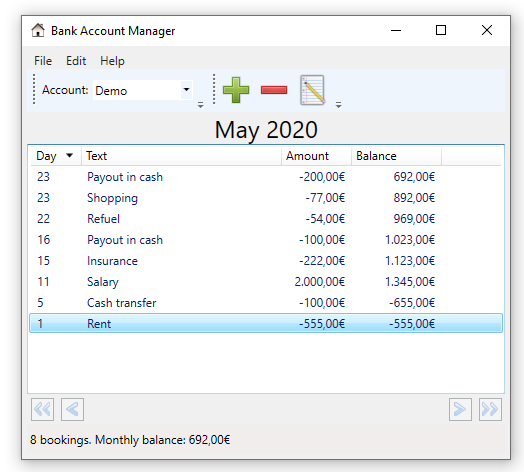 Bank Account Manager
File Edit Help
Account: Demo
May 2020
Day Text Amount Balance
23 Payout in cash -200,00€ 692,00€
23 Shopping -77,00€ 892,00€
22 Refuel -54,00€ 969,00€
16 Payout in cash -100,00€ 1.023,00€
15 Insurance -222,00€ 1.123,00€
11 Salary 2.000,00€ 1.345,00€
5 Cash transfer -100,00€ -655,00€
1 Rent -555,00€ -555,00€
8 bookings. Monthly balance: 692,00€